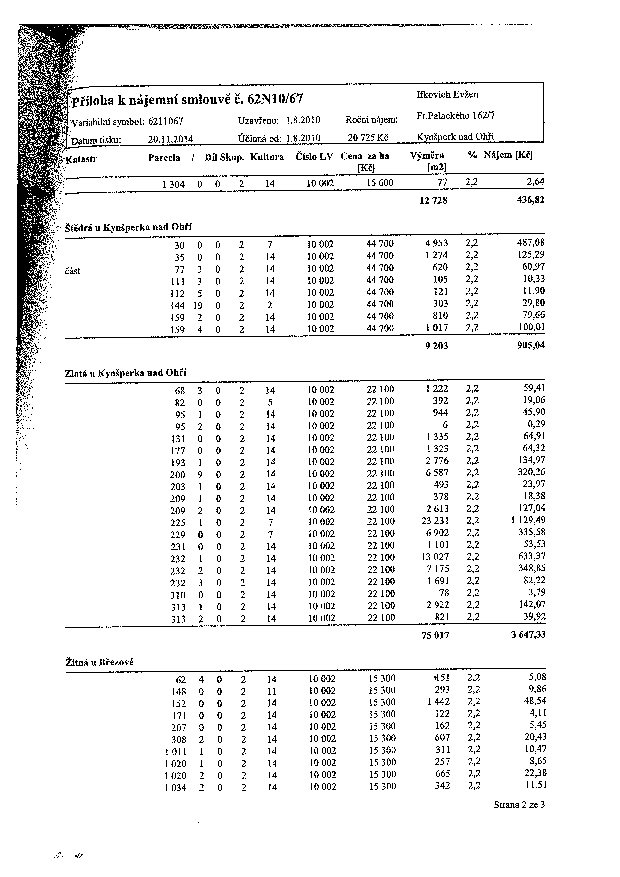 Příloha k nájemní smlouvě č. 62N10/67
Variabilní symbol: 6211067 Uzavřeno: 1.8.2010 Roční nájem:
Datum tisku: 20.11.2014 Účinná od: 1.8.2010 20 725 Kč
Ifkovich Evžen
Fr.Palackého 162/7
Kynšperk nad Ohří
Katastr Parcela / Díl Skup. Kultura Číslo LV Cena za ha [Kč] Výměra [m2] % Nájem [Kč]
1 304 0 0 2 14 10 002 15 600 77 2,2 2,64
12 728 436,82
Štědrá u Kynšperka nad Ohří
30 0 0 2 7 10 002 44 700 4 953 2,2 487,08
35 0 0 2 14 10 002 44 700 1 274 2,2 125,29
část 77 3 0 2 14 10 002 44 700 620 2,2 60,97
111 3 0 2 14 10 002 44 700 105 2,2 10,33
112 5 0 2 14 10 002 44 700 121 2,2 11,90
144 19 0 2 2 10 002 44 700 303 2,2 29,80
159 2 0 2 14 10 002 44 700 810 2,2 79,66
159 4 0 2 14 10 002 44 700 1 017 2,2 100,01
9 203 905,04
Zlatá u Kynšperka nad Ohří
68 3 0 2 14 10 002 22 100 1 222 2,2 59,41
82 0 0 2 5 10 002 22 100 392 2,2 19,06
95 1 0 2 14 10 002 22 100 944 2,2 45,90
95 2 0 2 14 10 002 22 100 6 2,2 0,29
131 0 0 2 14 10 002 22 100 1 335 2,2 64,91
177 0 0 2 14 10 002 22 100 1 323 2,2 64,32
193 1 0 2 14 10 002 22 100 2 776 2,2 134,97
200 9 0 2 14 10 002 22 100 6 587 2,2 320,26
203 1 0 2 14 10 002 22 100 493 2,2 23,97
209 1 0 2 14 10 002 22 100 378 2,2 18,38
209 2 0 2 14 10 002 22 100 2 613 2,2 127,04
225 1 0 2 7 10 002 22 100 23 231 2,2 1 129,49
229 0 0 2 7 10 002 22 100 6 902 2,2 335,58
231 0 0 2 14 10 002 22 100 1 101 2,2 53,53
232 1 0 2 14 10 002 22 100 13 027 2,2 633,37
232 2 0 2 14 10 002 22 100 7 175 2,2 348,85
232 3 0 2 14 10 002 22 100 1 691 2,2 82,22
310 0 0 2 14 10 002 22 100 78 2,2 3,79
313 1 0 2 14 10 002 22 100 2 922 2,2 142,07
313 2 0 2 14 10 002 22 100 821 2,2 39,92
75 017 3 647,33
Žitná u Březové
62 4 0 2 14 10 002 15 300 151 2,2 5,08
148 0 0 2 11 10 002 15 300 293 2,2 9,86
152 0 0 2 14 10 002 15 300 1 442 2,2 48,54
171 0 0 2 14 10 002 15 300 122 2,2 4,11
207 0 0 2 14 10 002 15 300 162 2,2 5,45
308 2 0 2 14 10 002 15 300 607 2,2 20,43
1 011 1 0 2 14 10 002 15 300 311 2,2 10,47
1 020 1 0 2 14 10 002 15 300 257 2,2 8,65
1 020 2 0 2 14 10 002 15 300 665 2,2 22,38
1 034 2 0 2 14 10 002 15 300 342 2,2 11,51
Strana 2 ze 3